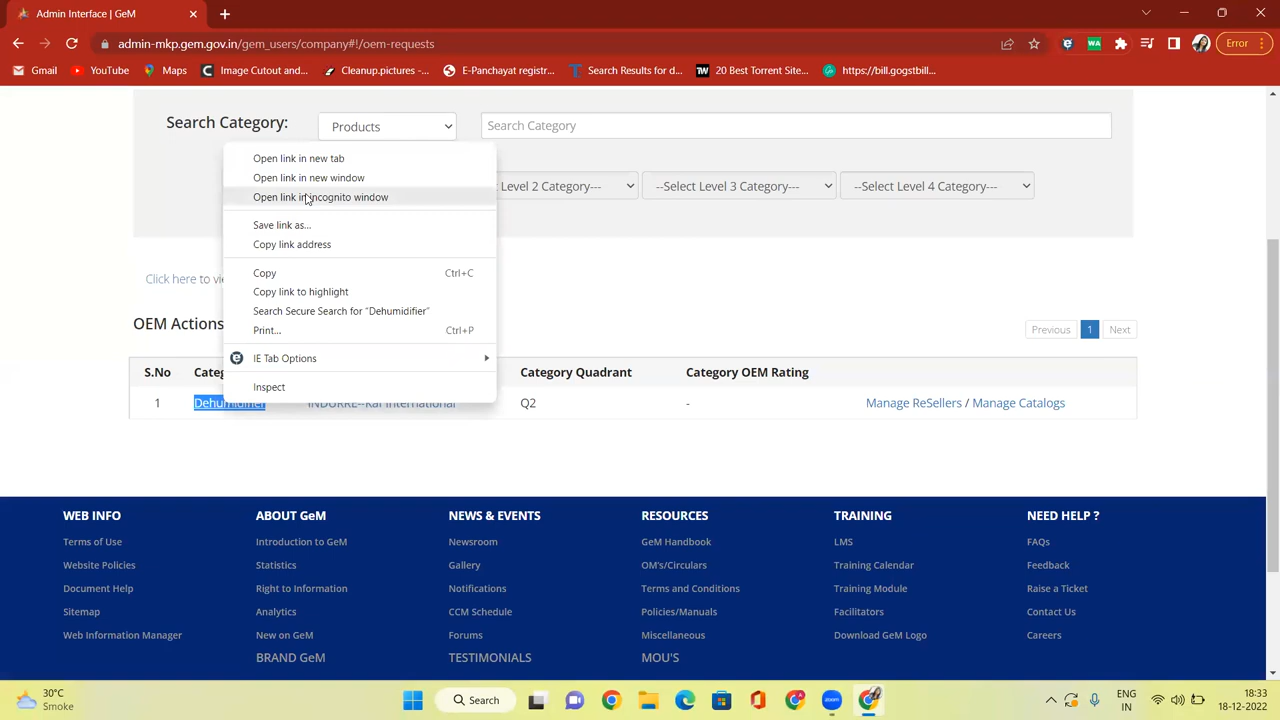 Admin Interface | GeM
admin-mkp.gem.gov.in/gem_users/company#!/oem-requests
Error
Gmail YouTube Maps Image Cutout and... Cleanup.pictures -... E-Panchayat registr... Search Results for d... 20 Best Torrent Site... https://bill.gogstbill...
Search Category: Products Search Category
Open link in new tab
Open link in new window
Level 2 Category--- --Select Level 3 Category--- --Select Level 4 Category---
Open link in incognito window
Save link as...
Copy link address
Copy Ctrl+C
Click here to
Copy link to highlight
Search Secure Search for “Dehumidifier”
OEM Actions
Print... Ctrl+P
Previous 1 Next
IE Tab Options
S.No Category Quadrant Category OEM Rating
Inspect
1 Dehumidifier INDURRE--Kaf International Q2 - Manage ReSellers / Manage Catalogs
WEB INFO ABOUT GeM NEWS & EVENTS RESOURCES TRAINING NEED HELP ?
Terms of Use Introduction to GeM Newsroom GeM Handbook LMS FAQs
Website Policies Statistics Gallery OM's/Circulars Training Calendar Feedback
Document Help Right to Information Notifications Terms and Conditions Training Module Raise a Ticket
Sitemap Analytics CCM Schedule Policies/Manuals Facilitators Contact Us
Web Information Manager New on GeM Forums Miscellaneous Download GeM Logo Careers
BRAND GeM TESTIMONIALS MOU'S
30°C
Smoke
Search
zoom
ENG
IN
18:33
18-12-2022